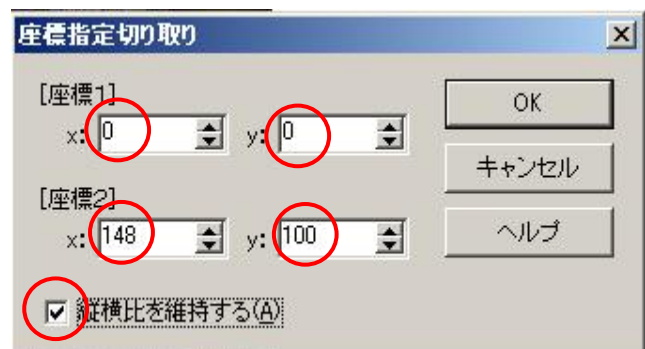 座標指定切り取り
[座標1]
x: 0 y: 0
OK
キャンセル
[座標2]
x: 148 y: 100
ヘルプ
縦横比を維持する(A)